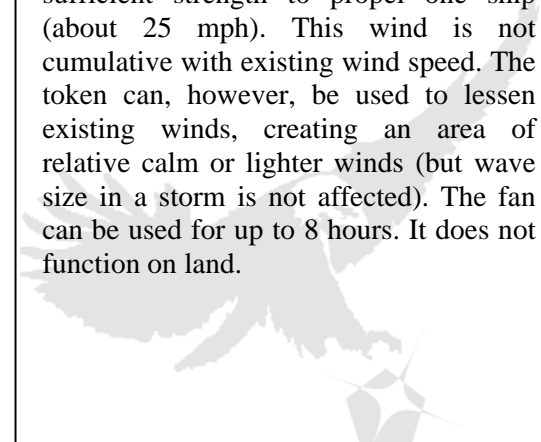 sufficient strength to proper one ship
(about 25 mph). This wind is not
cumulative with existing wind speed. The
token can, however, be used to lessen
existing winds, creating an area of
relative calm or lighter winds (but wave
size in a storm is not affected). The fan
can be used for up to 8 hours. It does not
function on land.